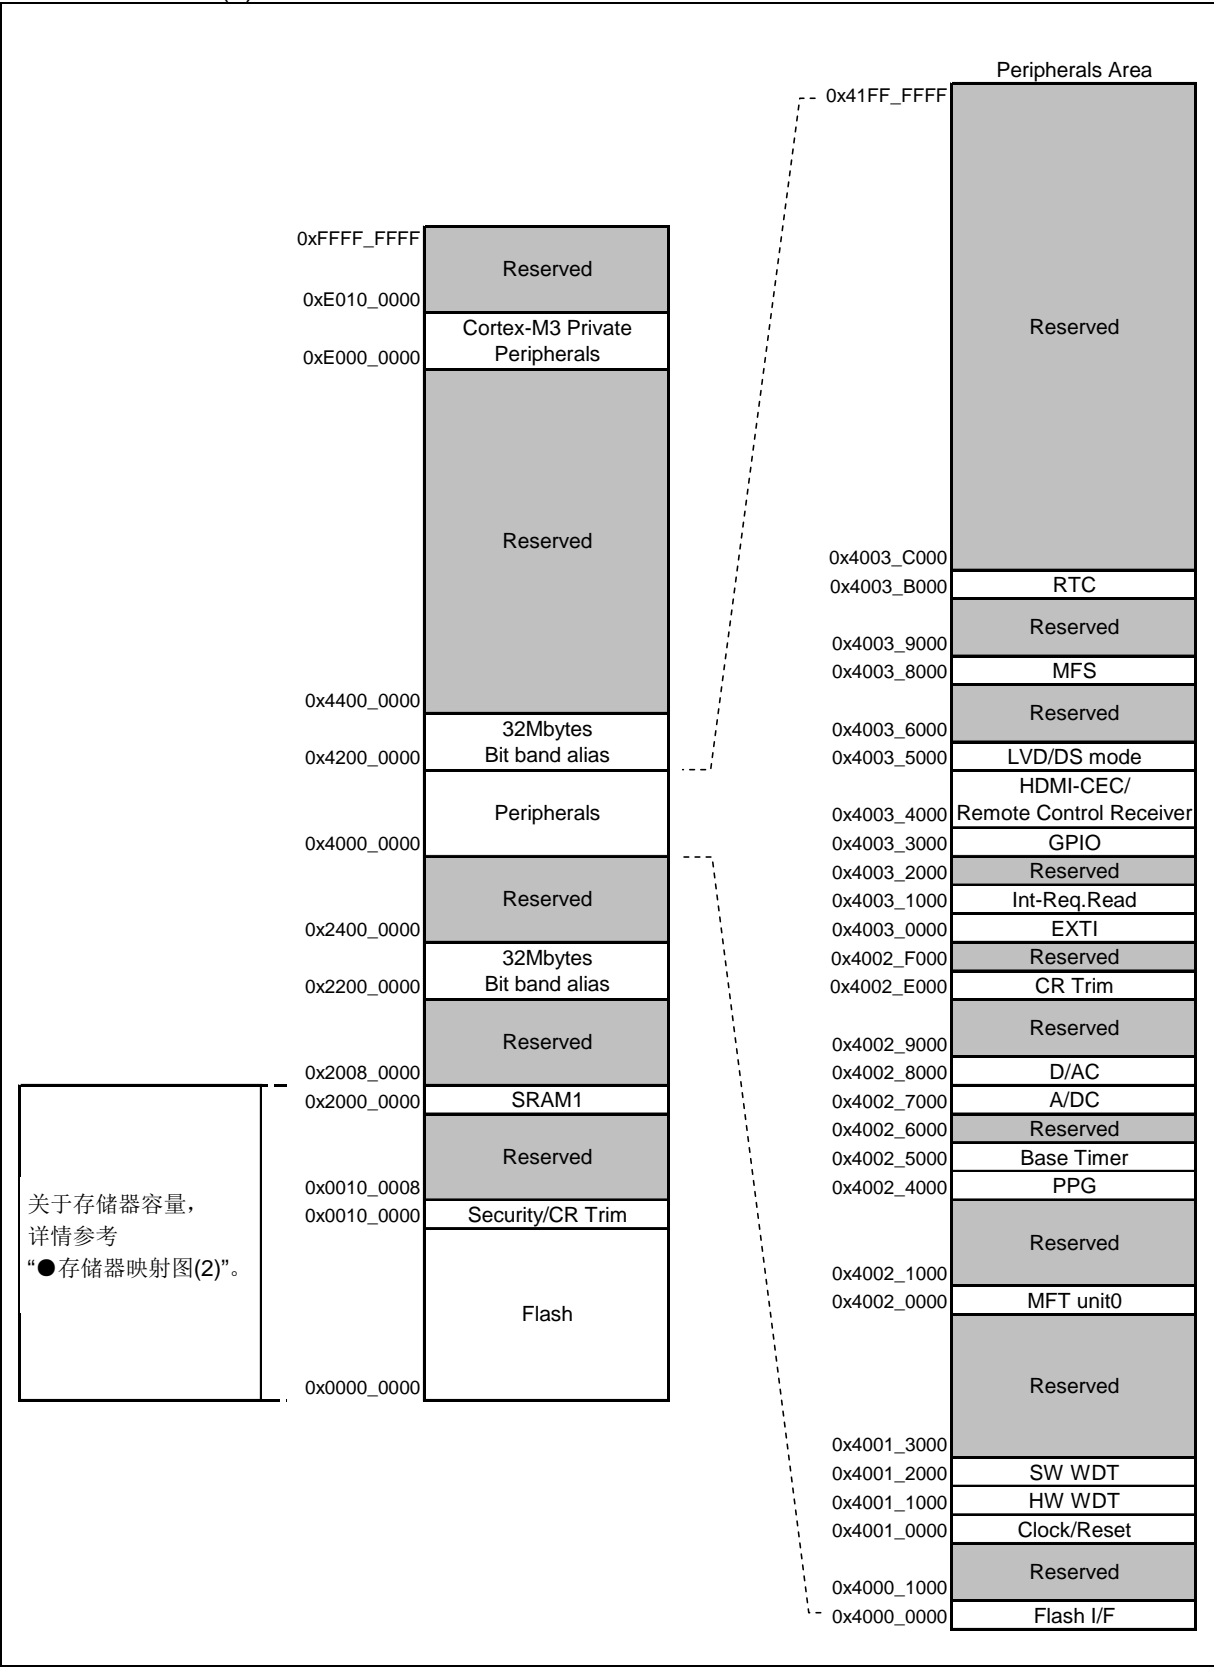 Peripherals Area
0x41FF_FFFF
Reserved
0x4003_C000
0x4003_B000 RTC
Reserved
0x4003_9000
0x4003_8000 MFS
Reserved
0x4003_6000
0x4003_5000 LVD/DS mode
HDMI-CEC/
0x4003_4000 Remote Control Receiver
0x4003_3000 GPIO
0x4003_2000 Reserved
0x4003_1000 Int-Req.Read
0x4003_0000 EXTI
0x4002_F000 Reserved
0x4002_E000 CR Trim
Reserved
0x4002_9000
0x4002_8000 D/AC
0x4002_7000 A/DC
0x4002_6000 Reserved
0x4002_5000 Base Timer
0x4002_4000 PPG
Reserved
0x4002_1000
0x4002_0000 MFT unit0
Reserved
0x4001_3000
0x4001_2000 SW WDT
0x4001_1000 HW WDT
0x4001_0000 Clock/Reset
Reserved
0x4000_1000
0x4000_0000 Flash I/F
0xFFFF_FFFF
Reserved
0xE010_0000
Cortex-M3 Private
0xE000_0000 Peripherals
Reserved
0x4400_0000
32Mbytes
0x4200_0000 Bit band alias
Peripherals
0x4000_0000
Reserved
0x2400_0000
32Mbytes
0x2200_0000 Bit band alias
Reserved
0x2008_0000
0x2000_0000 SRAM1
Reserved
0x0010_0008
0x0010_0000 Security/CR Trim
Flash
0x0000_0000
关于存储器容量，
详情参考
“●存储器映射图(2)”。